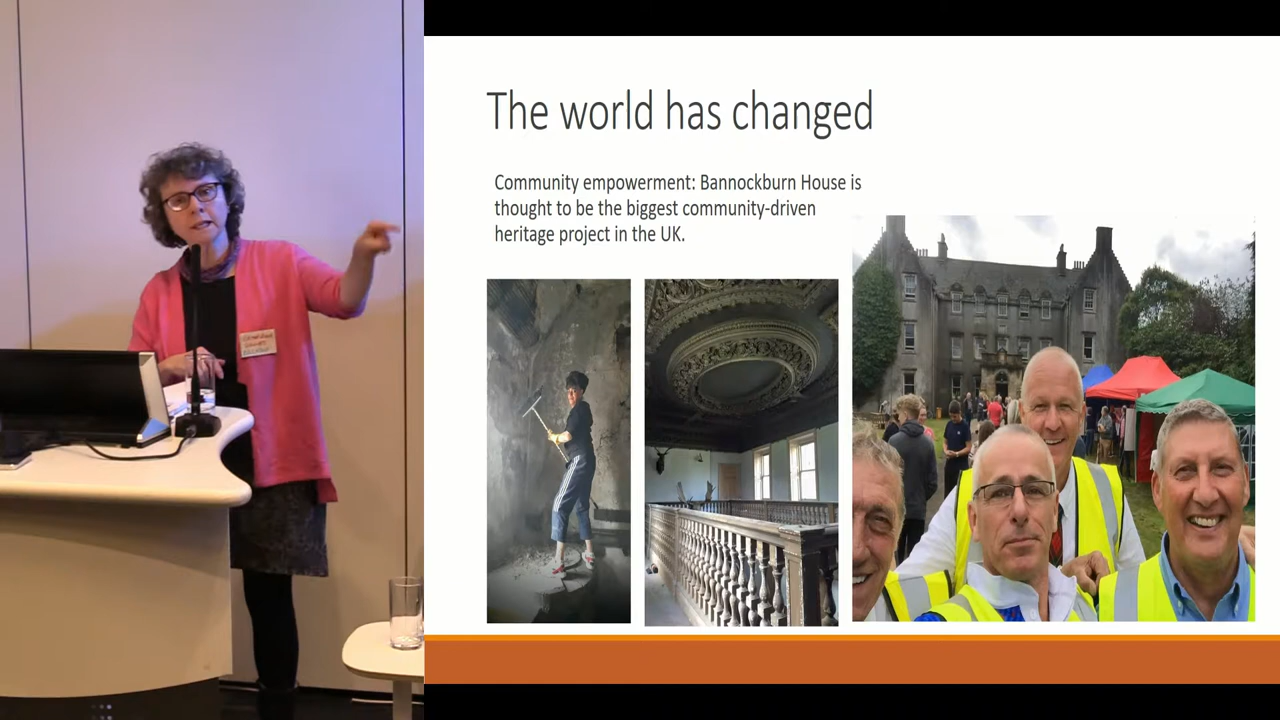 The world has changed
Community empowerment: Bannockburn House is
thought to be the biggest community-driven
heritage project in the UK.